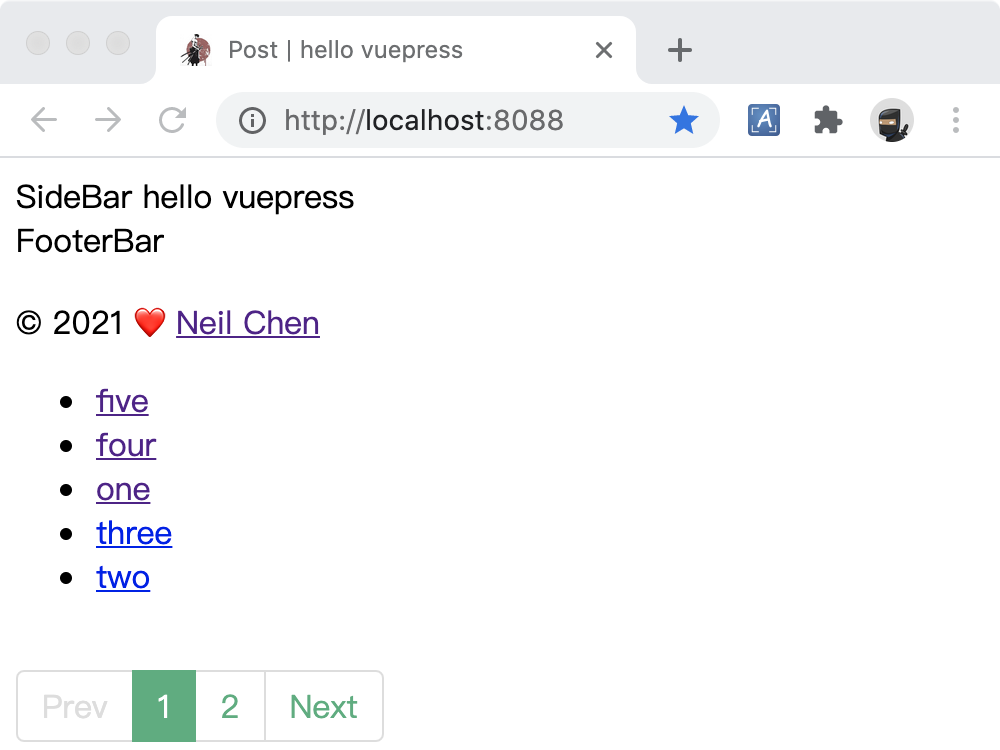 Post | hello vuepress
http://localhost:8088
A
SideBar hello vuepress
FooterBar
© 2021 ❤️ Neil Chen
five
four
one
three
two
Prev 1 2 Next